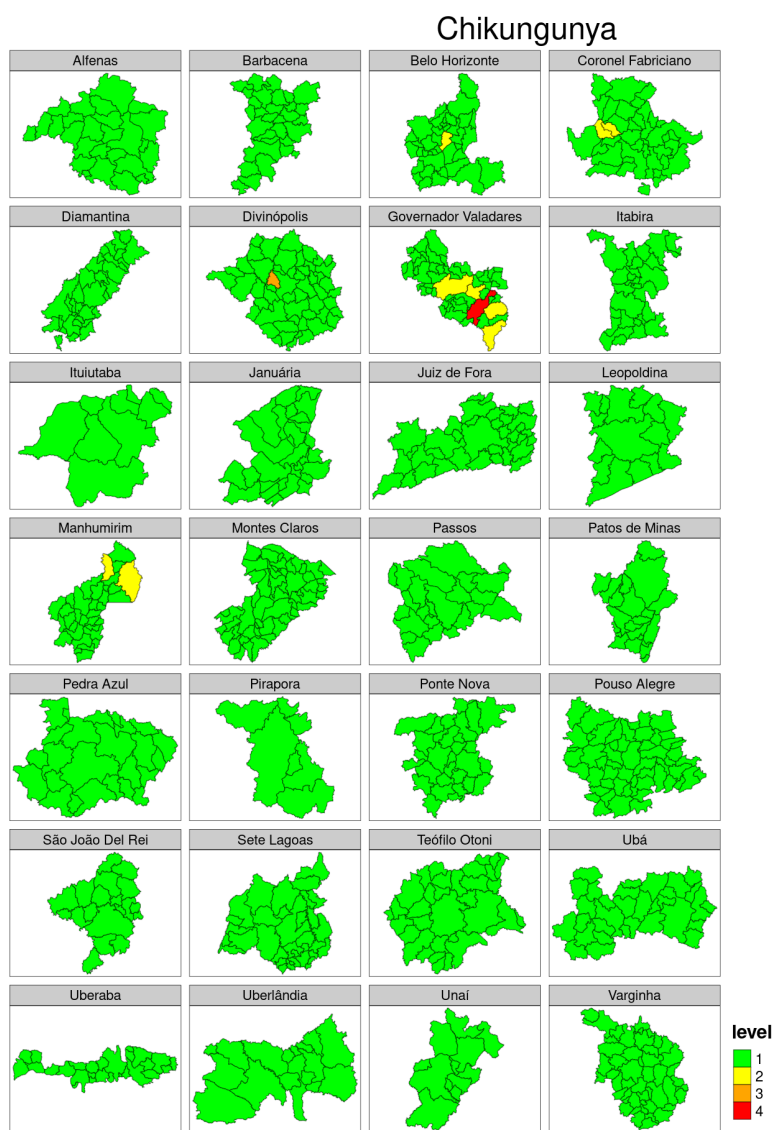 Chikungunya
Alfenas
Barbacena
Belo Horizonte
Coronel Fabriciano
Diamantina
Divinópolis
Governador Valadares
Itabira
Ituiutaba
Januária
Juiz de Fora
Leopoldina
Manhumirim
Montes Claros
Passos
Patos de Minas
Pedra Azul
Pirapora
Ponte Nova
Pouso Alegre
São João Del Rei
Sete Lagoas
Teófilo Otoni
Ubá
Uberaba
Uberlândia
Unaí
Varginha
level
1
2
3
4